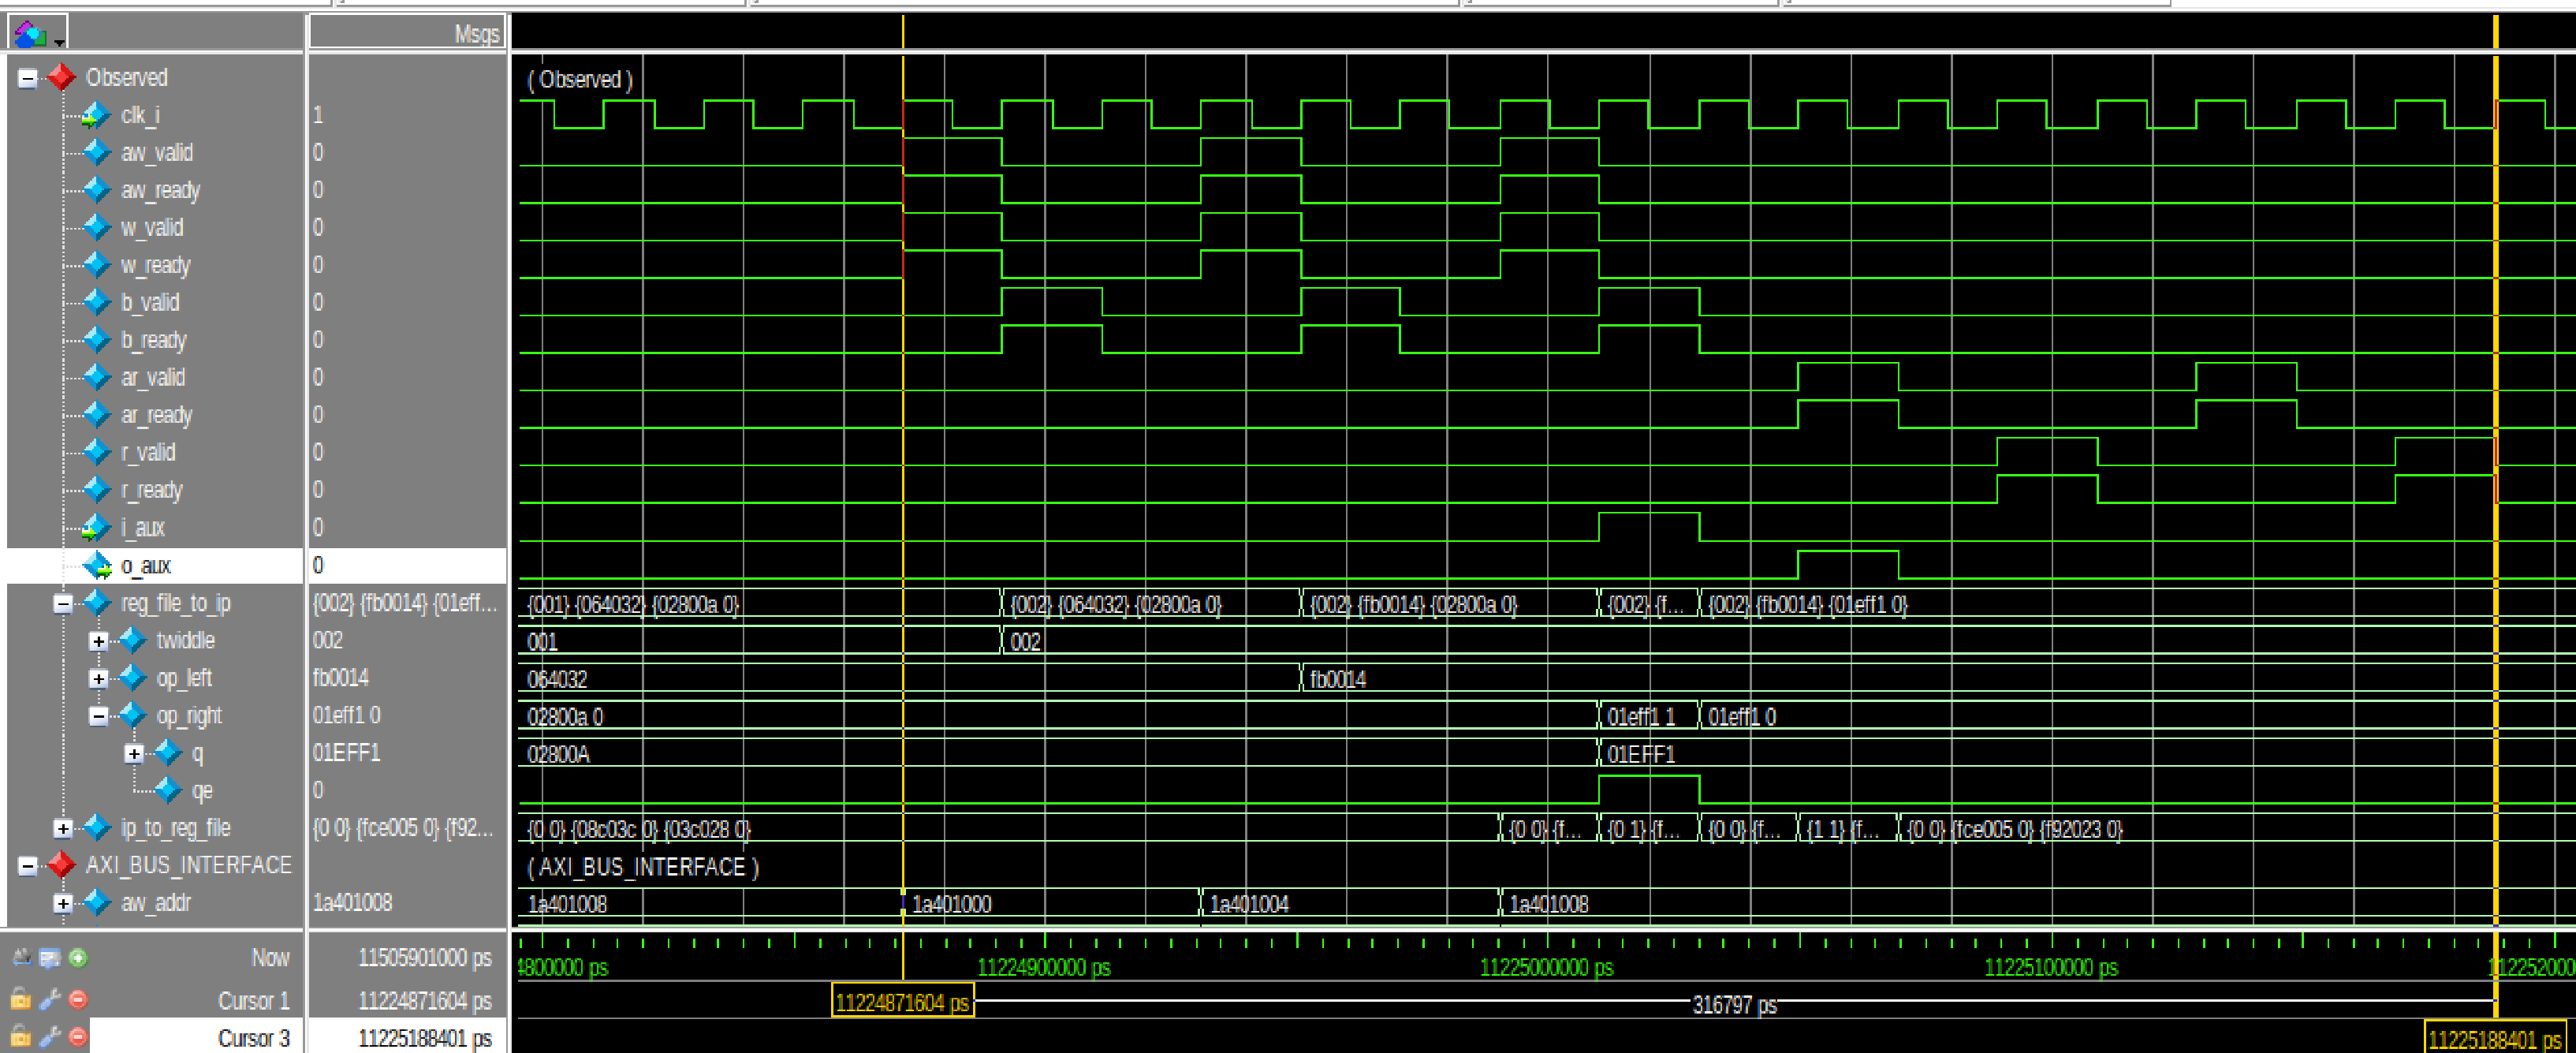 Msgs
Observed ( Observed )
clk_i 1
aw_valid 0
aw_ready 0
w_valid 0
w_ready 0
b_valid 0
b_ready 0
ar_valid 0
ar_ready 0
r_valid 0
r_ready 0
i_aux 0
o_aux 0
reg_file_to_ip {002} {fb0014} {01eff... {001} {064032} {02800a 0} {002} {064032} {02800a 0} {002} {fb0014} {02800a 0} {002} {f... {002} {fb0014} {01eff1 0}
twiddle 002 001 002
op_left fb0014 064032 fb0014
op_right 01eff1 0 02800a 0 01eff1 1 01eff1 0
q 01EFF1 02800A 01EFF1
qe 0
ip_to_reg_file {0 0} {fce005 0} {f92... {0 0} {08c03c 0} {03c028 0} {0 0} {f... {0 1} {f... {0 0} {f... {1 1} {f... {0 0} {fce005 0} {f92023 0}
AXI_BUS_INTERFACE ( AXI_BUS_INTERFACE )
aw_addr 1a401008 1a401008 1a401000 1a401004 1a401008
Now 11505901000 ps 4800000 ps 11224900000 ps 11225000000 ps 11225100000 ps 112252000
Cursor 1 11224871604 ps 11224871604 ps 316797 ps
Cursor 3 11225188401 ps 11225188401 ps